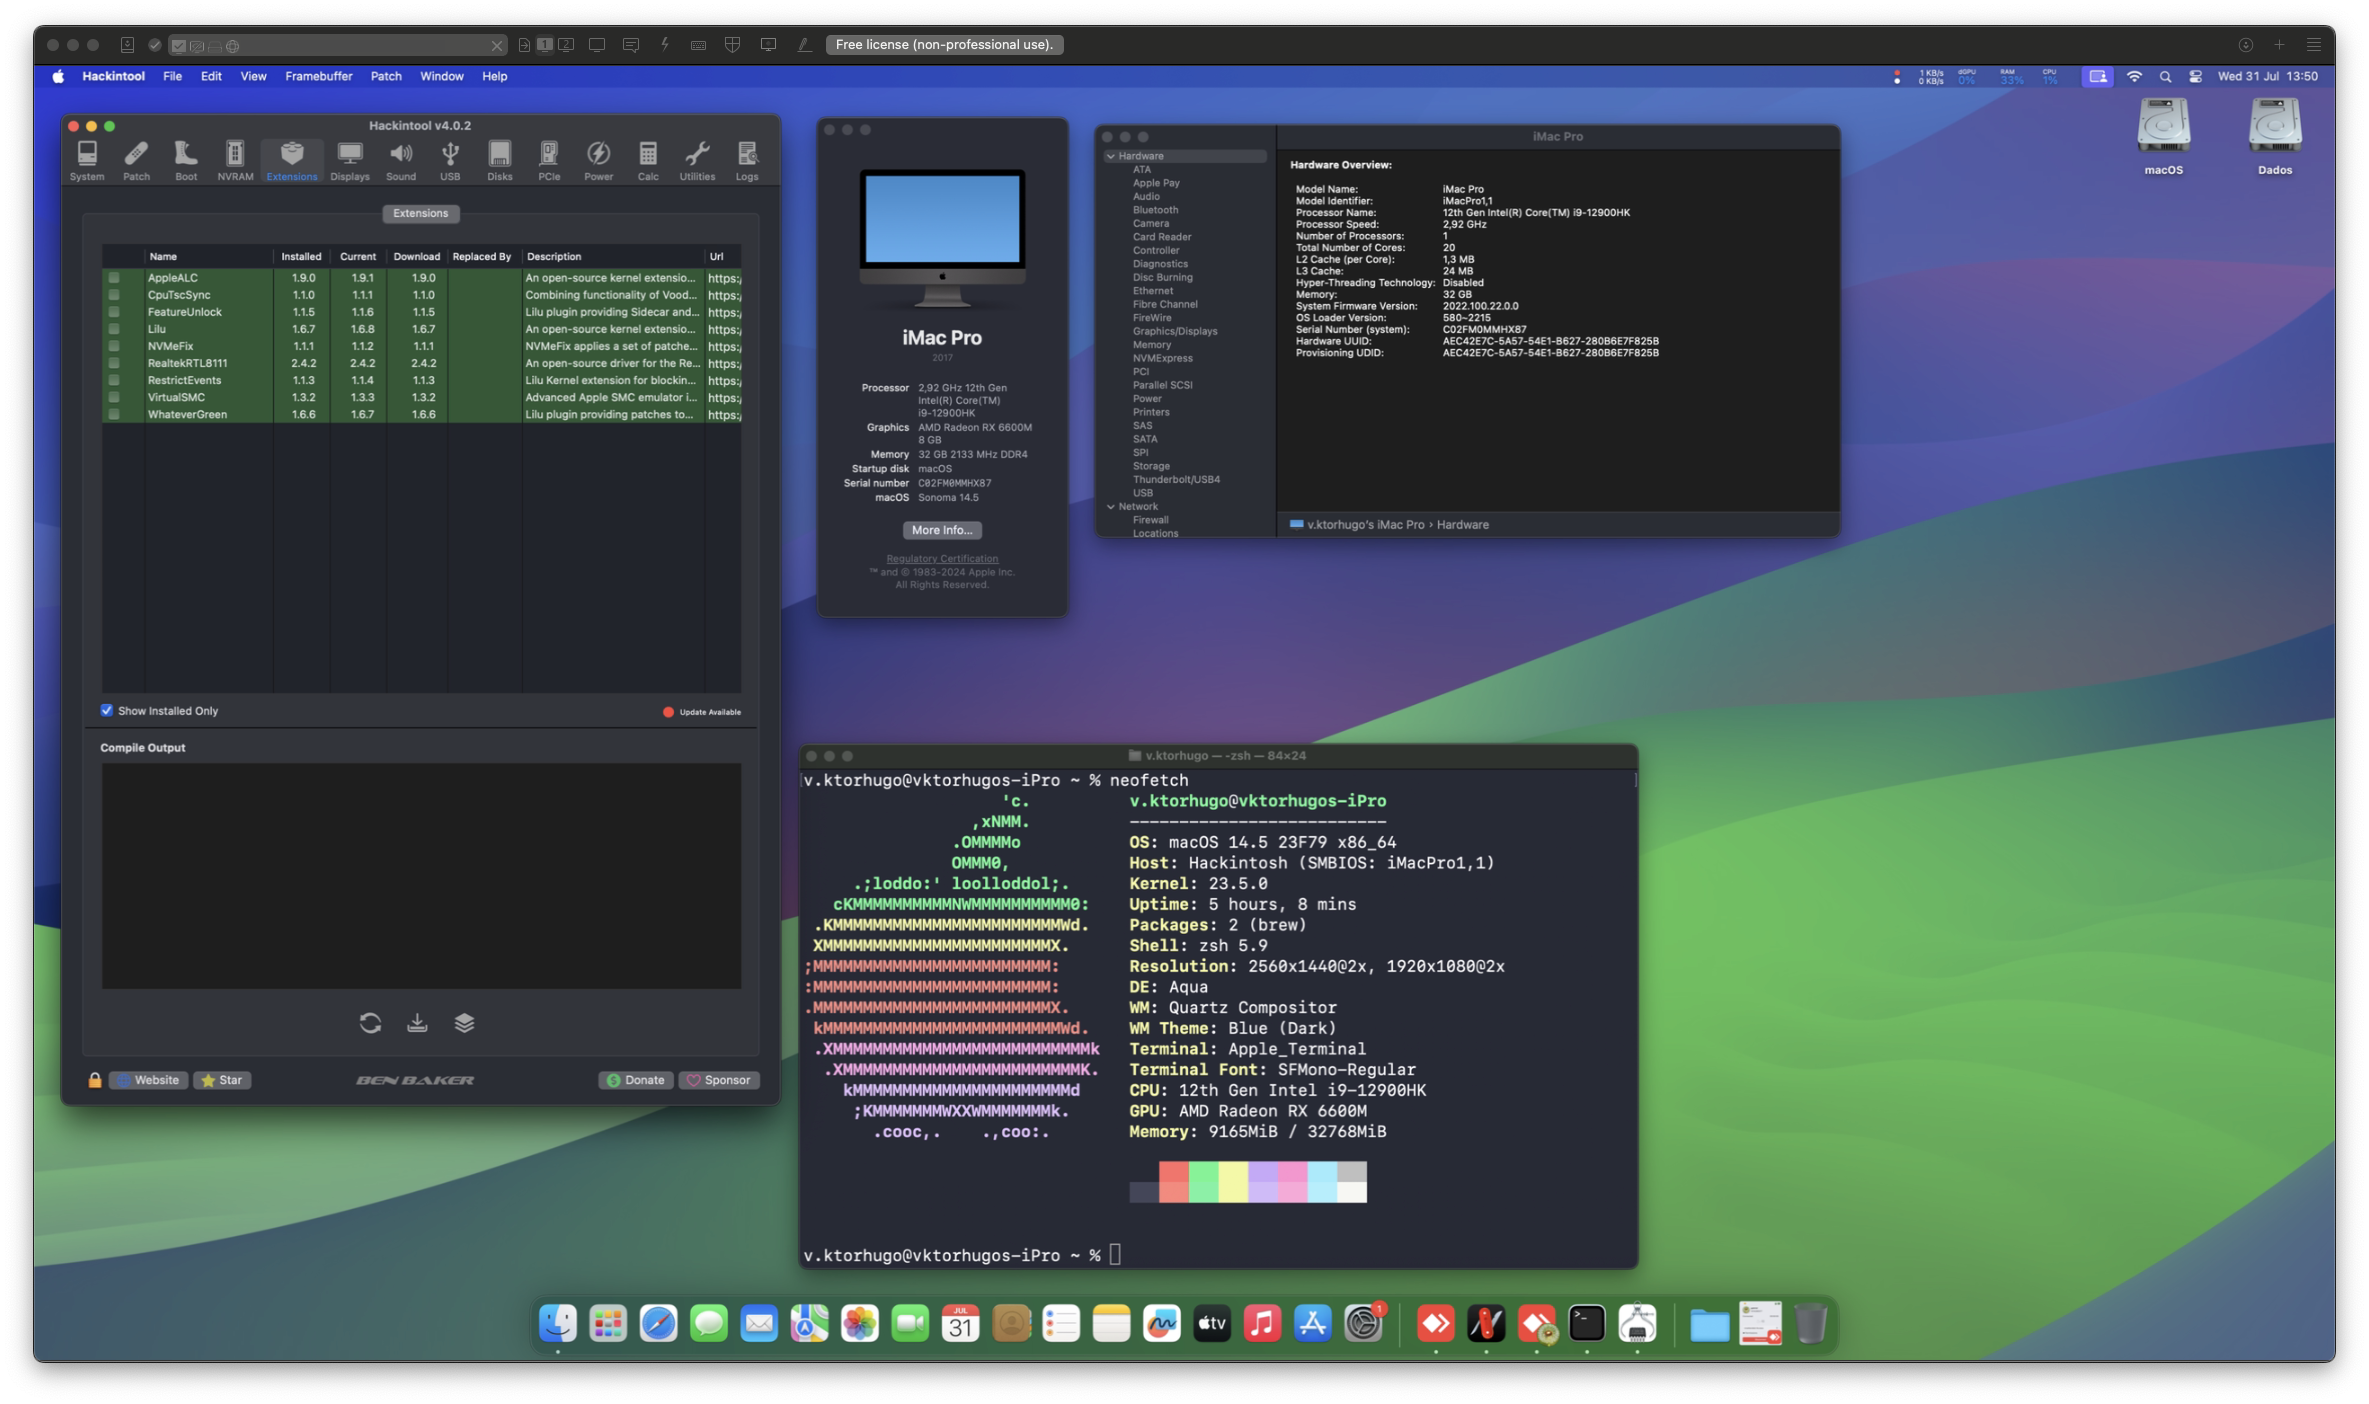 Free license (non-professional use).
1 2
Hackintool File Edit View Framebuffer Patch Window Help
1 KB/s 0 KB/s dGPU 0% RAM 33% CPU 1% Wed 31 Jul 13:50
macOS Dados
Hackintool v4.0.2
System Patch Boot NVRAM Extensions Displays Sound USB Disks PCIe Power Calc Utilities Logs
Extensions
Name Installed Current Download Replaced By Description Url
AppleALC 1.9.0 1.9.1 1.9.0 An open-source kernel extensio... https:/
CpuTscSync 1.1.0 1.1.1 1.1.0 Combining functionality of Vood... https:/
FeatureUnlock 1.1.5 1.1.6 1.1.5 Lilu plugin providing Sidecar and... https:/
Lilu 1.6.7 1.6.8 1.6.7 An open-source kernel extensio... https:/
NVMeFix 1.1.1 1.1.2 1.1.1 NVMeFix applies a set of patche... https:/
RealtekRTL8111 2.4.2 2.4.2 2.4.2 An open-source driver for the Re... https:/
RestrictEvents 1.1.3 1.1.4 1.1.3 Lilu Kernel extension for blockin... https:/
VirtualSMC 1.3.2 1.3.3 1.3.2 Advanced Apple SMC emulator i... https:/
WhateverGreen 1.6.6 1.6.7 1.6.6 Lilu plugin providing patches to... https:/
Show Installed Only
Update Available
Compile Output
Website Star BEN BAKER Donate Sponsor
iMac Pro
2017
Processor 2,92 GHz 12th Gen
Intel(R) Core(TM)
i9-12900HK
Graphics AMD Radeon RX 6600M
8 GB
Memory 32 GB 2133 MHz DDR4
Startup disk macOS
Serial number C02FM0MMHX87
macOS Sonoma 14.5
More Info...
Regulatory Certification
™ and © 1983-2024 Apple Inc.
All Rights Reserved.
iMac Pro
Hardware
ATA
Apple Pay
Audio
Bluetooth
Camera
Card Reader
Controller
Diagnostics
Disc Burning
Ethernet
Fibre Channel
FireWire
Graphics/Displays
Memory
NVMExpress
PCI
Parallel SCSI
Power
Printers
SAS
SATA
SPI
Storage
Thunderbolt/USB4
USB
Network
Firewall
Locations
Hardware Overview:
Model Name: iMac Pro
Model Identifier: iMacPro1,1
Processor Name: 12th Gen Intel(R) Core(TM) i9-12900HK
Processor Speed: 2,92 GHz
Number of Processors: 1
Total Number of Cores: 20
L2 Cache (per Core): 1,3 MB
L3 Cache: 24 MB
Hyper-Threading Technology: Disabled
Memory: 32 GB
System Firmware Version: 2022.100.22.0.0
OS Loader Version: 580~2215
Serial Number (system): C02FM0MMHX87
Hardware UUID: AEC42E7C-5A57-54E1-B627-280B6E7F825B
Provisioning UDID: AEC42E7C-5A57-54E1-B627-280B6E7F825B
v.ktorhugo's iMac Pro › Hardware
v.ktorhugo — -zsh — 84×24
[v.ktorhugo@vktorhugos-iPro ~ % neofetch ]
'c. v.ktorhugo@vktorhugos-iPro
,xNMM. --------------------------
.OMMMMo OS: macOS 14.5 23F79 x86_64
OMMM0, Host: Hackintosh (SMBIOS: iMacPro1,1)
.;loddo:' loolloddol;. Kernel: 23.5.0
cKMMMMMMMMMMNWMMMMMMMMMM0: Uptime: 5 hours, 8 mins
.KMMMMMMMMMMMMMMMMMMMMMMMWd. Packages: 2 (brew)
XMMMMMMMMMMMMMMMMMMMMMMMX. Shell: zsh 5.9
;MMMMMMMMMMMMMMMMMMMMMMMM: Resolution: 2560x1440@2x, 1920x1080@2x
:MMMMMMMMMMMMMMMMMMMMMMMM: DE: Aqua
.MMMMMMMMMMMMMMMMMMMMMMMMX. WM: Quartz Compositor
kMMMMMMMMMMMMMMMMMMMMMMMMWd. WM Theme: Blue (Dark)
.XMMMMMMMMMMMMMMMMMMMMMMMMMMk Terminal: Apple_Terminal
.XMMMMMMMMMMMMMMMMMMMMMMMMK. Terminal Font: SFMono-Regular
kMMMMMMMMMMMMMMMMMMMMMMd CPU: 12th Gen Intel i9-12900HK
;KMMMMMMMWXXWMMMMMMMk. GPU: AMD Radeon RX 6600M
.cooc,. .,coo:. Memory: 9165MiB / 32768MiB
v.ktorhugo@vktorhugos-iPro ~ %
JUL
31
tv
1